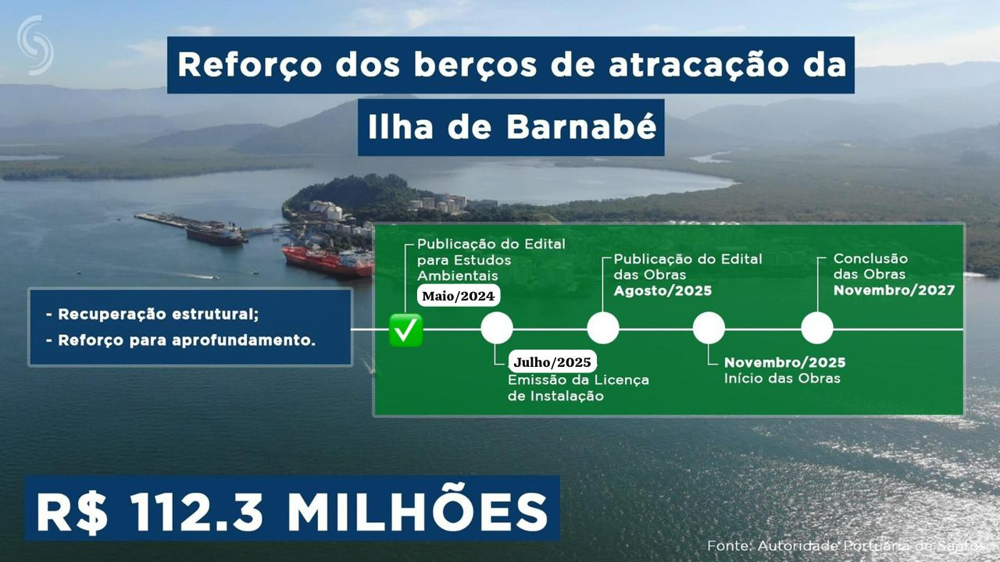 Reforço dos berços de atracação da
Ilha de Barnabé
- Recuperação estrutural;
- Reforço para aprofundamento.
Publicação do Edital
para Estudos
Ambientais
Maio/2024
Julho/2025
Emissão da Licença
de Instalação
Publicação do Edital
das Obras
Agosto/2025
Novembro/2025
Início das Obras
Conclusão
das Obras
Novembro/2027
R$ 112.3 MILHÕES
Fonte: Autoridade Portuária de Santos